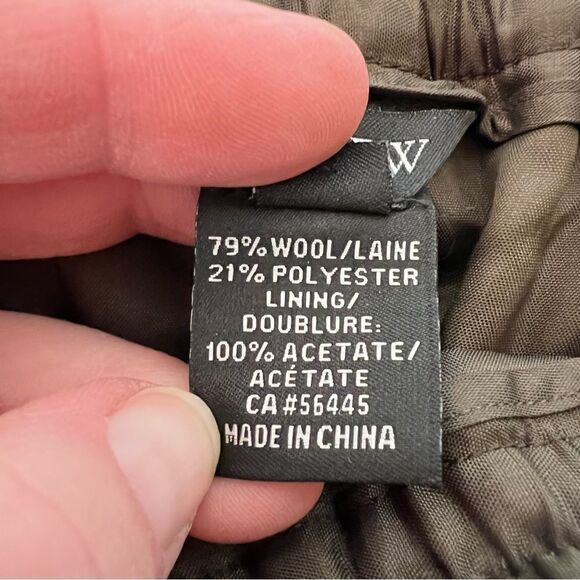 W
79% WOOL/LAINE
21% POLYESTER
LINING/
DOUBLURE:
100% ACETATE/
ACÉTATE
CA #56445
MADE IN CHINA